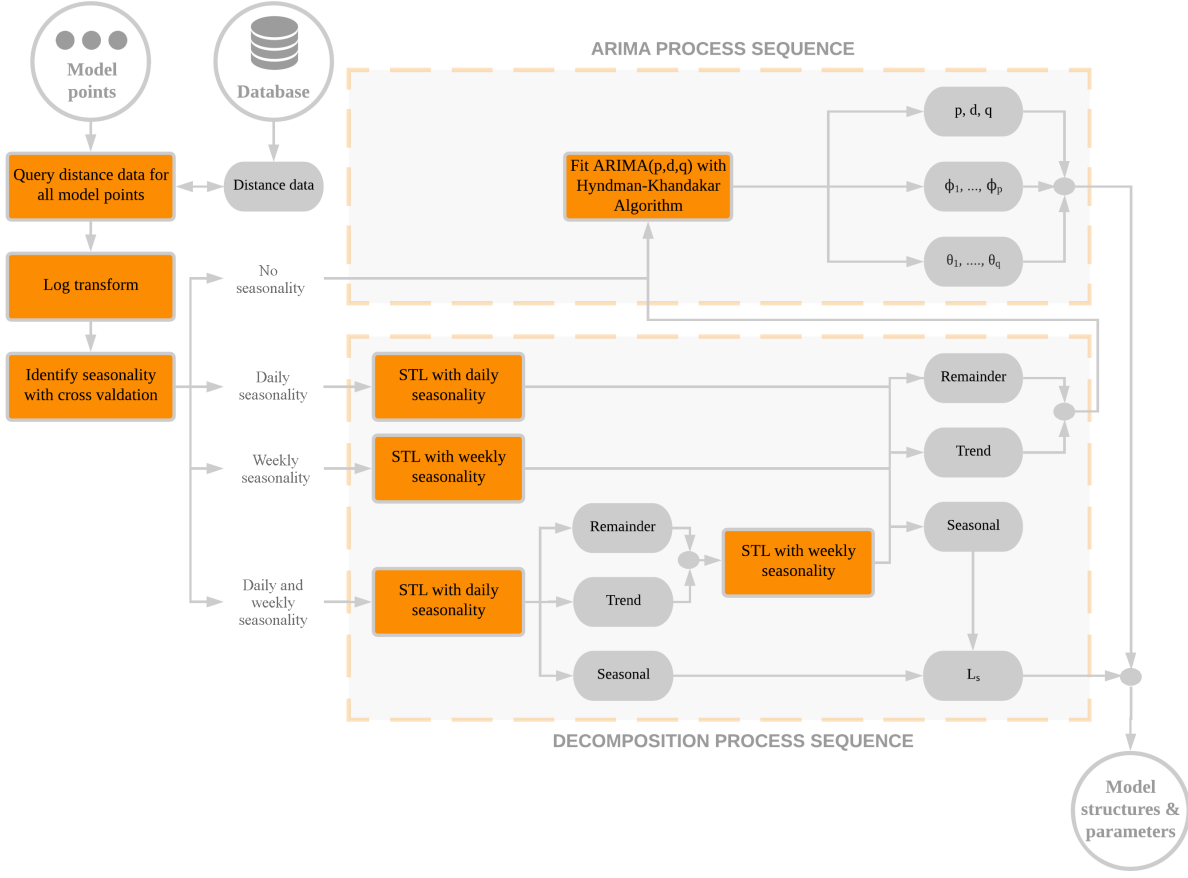 Model
points
Database
ARIMA PROCESS SEQUENCE
Query distance data for
all model points
Distance data
Fit ARIMA(p,d,q) with
Hyndman-Khandakar
Algorithm
p, d, q
ϕ₁, ..., ϕₚ
θ₁, ...., θq
Log transform
No
seasonality
Identify seasonality
with cross valdation
Daily
seasonality
STL with daily
seasonality
Remainder
Weekly
seasonality
STL with weekly
seasonality
Trend
Remainder
STL with weekly
seasonality
Seasonal
Daily and
weekly
seasonality
STL with daily
seasonality
Trend
Seasonal
Lₛ
DECOMPOSITION PROCESS SEQUENCE
Model
structures &
parameters